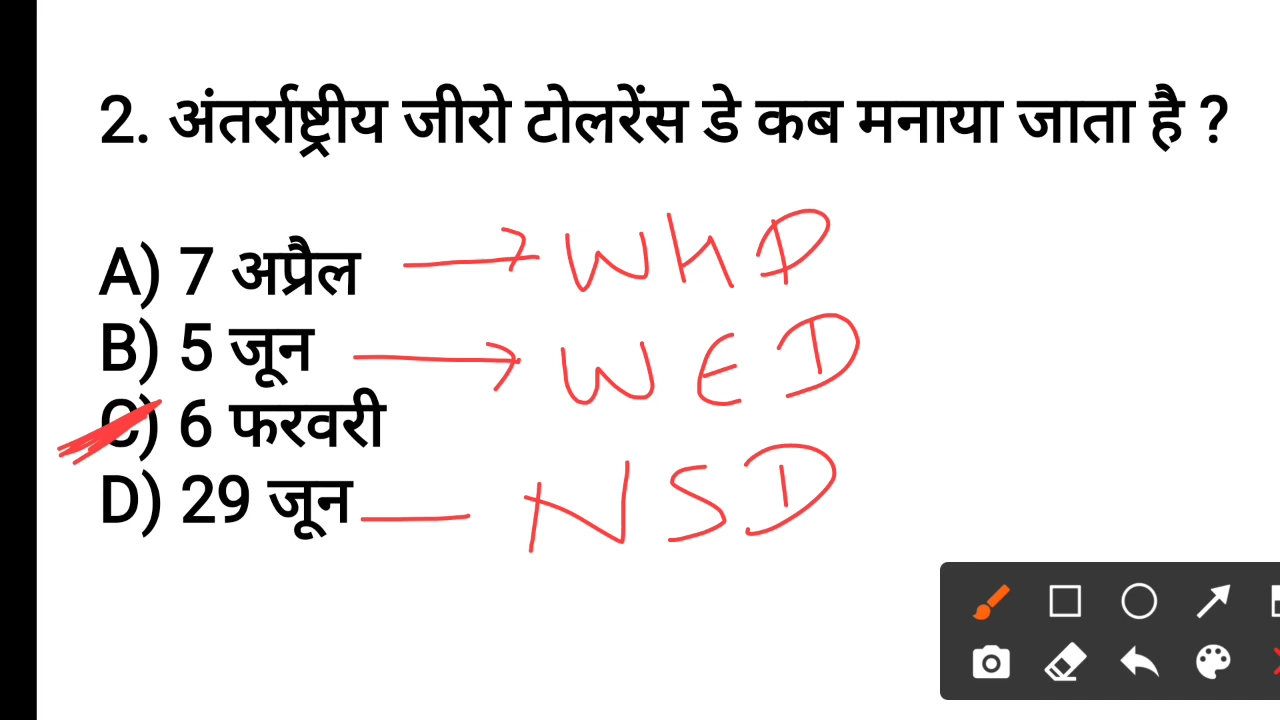 2. अंतर्राष्ट्रीय जीरो टोलरेंस डे कब मनाया जाता है ?
A) 7 अप्रैल → WHD
B) 5 जून → WED
C) 6 फरवरी
D) 29 जून — NSD